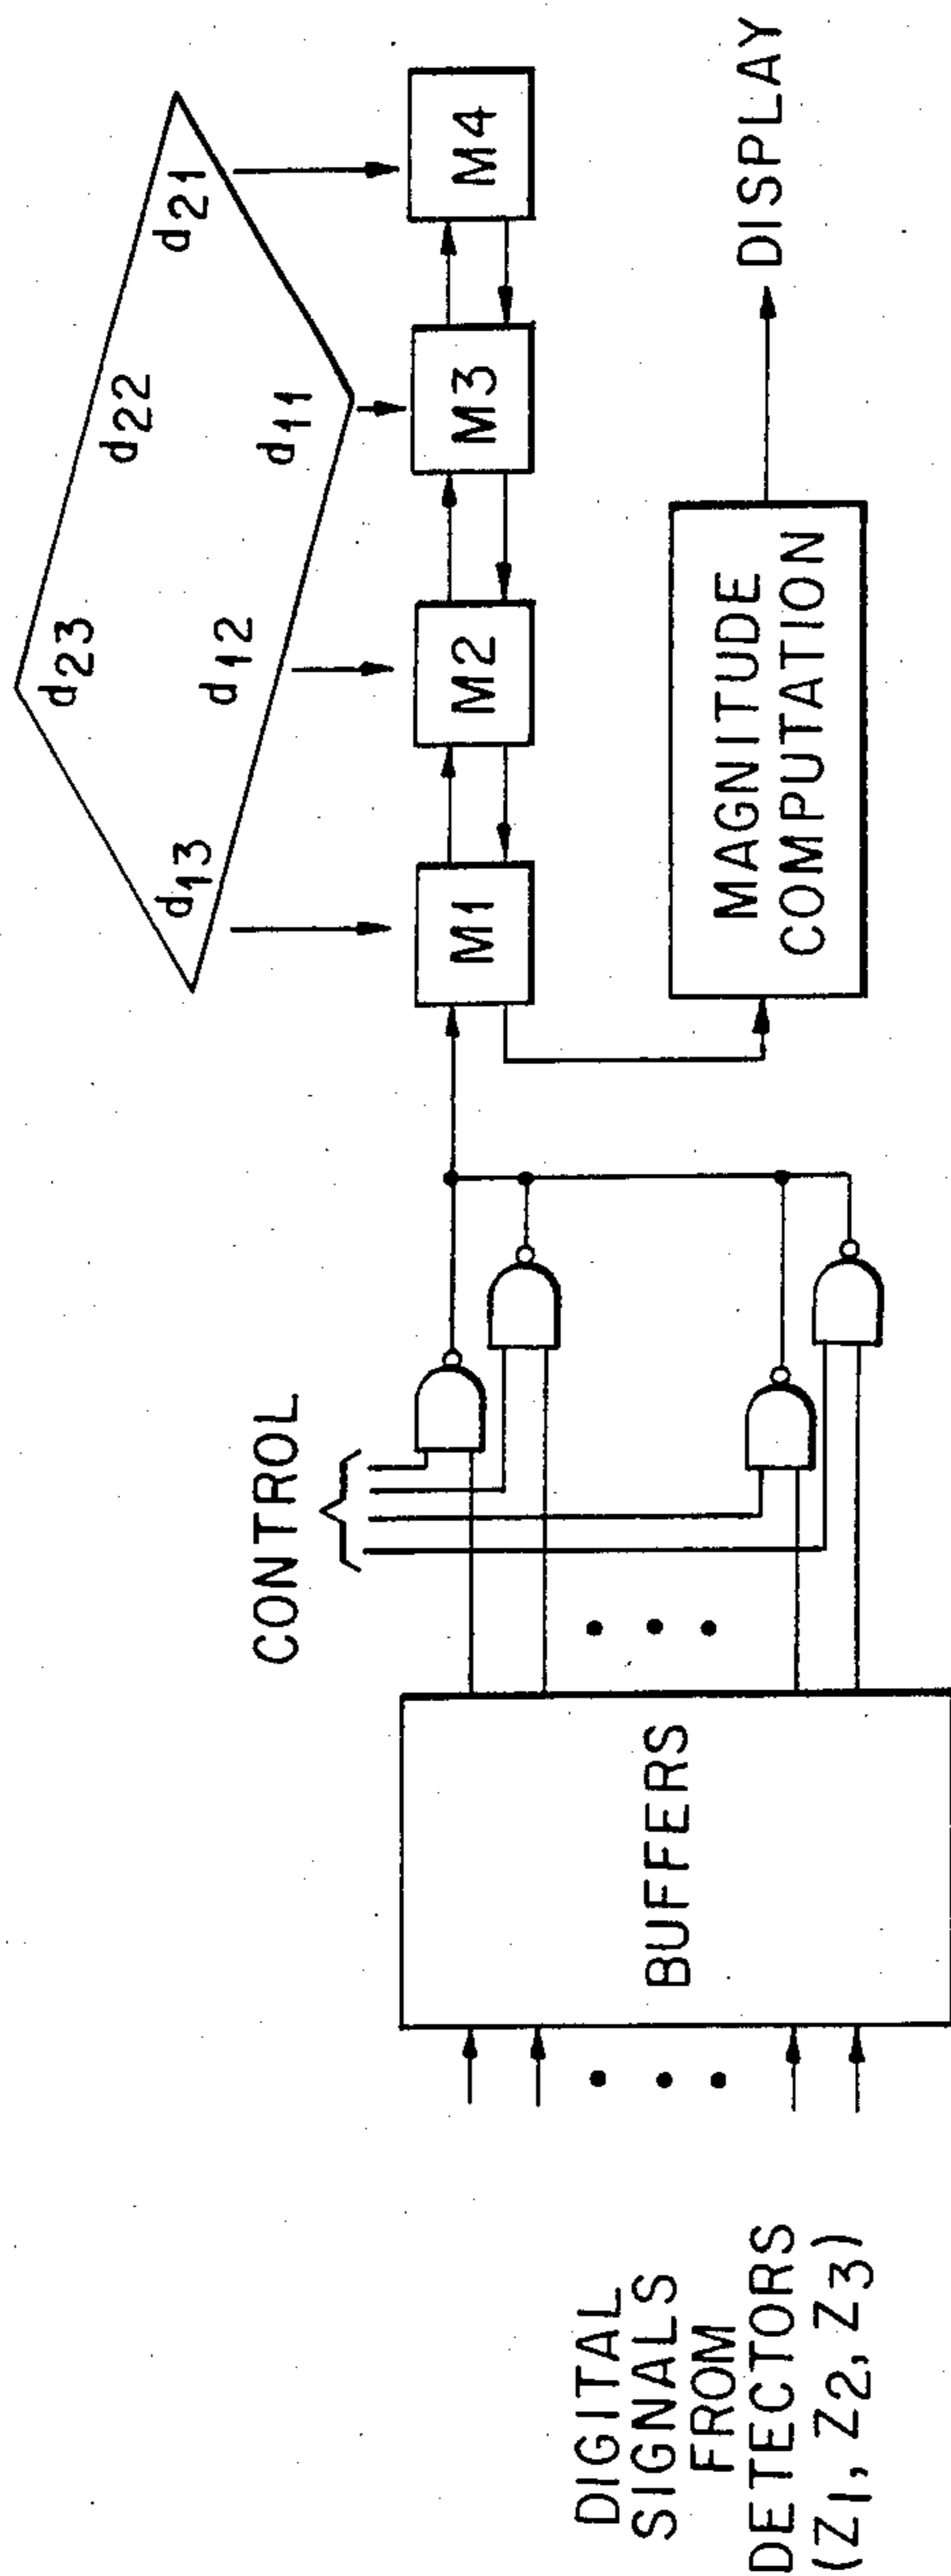 DIGITAL
SIGNALS
FROM
DETECTORS
(Z1, Z2, Z3)
BUFFERS
CONTROL
d23
d22
d13
d21
d12
d11
M1
M2
M3
M4
MAGNITUDE
COMPUTATION
DISPLAY